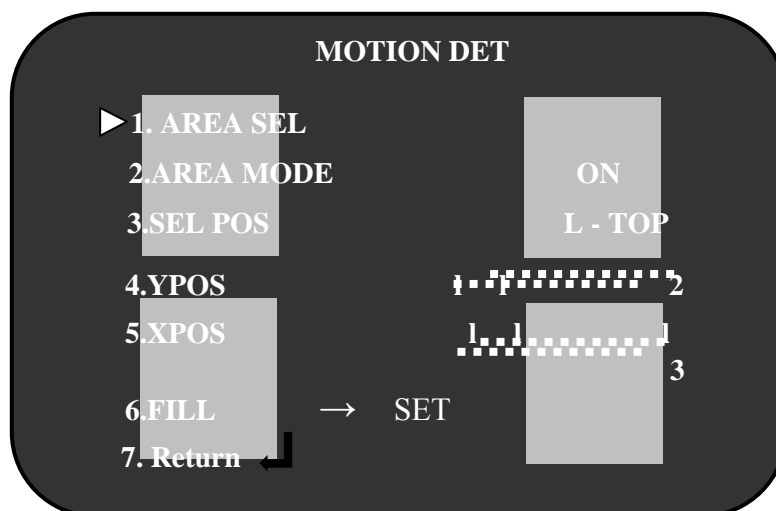 MOTION DET
1. AREA SEL
2.AREA MODE ON
3.SEL POS L - TOP
4.YPOS l l 2
5.XPOS l l l
3
6.FILL → SET
7. Return